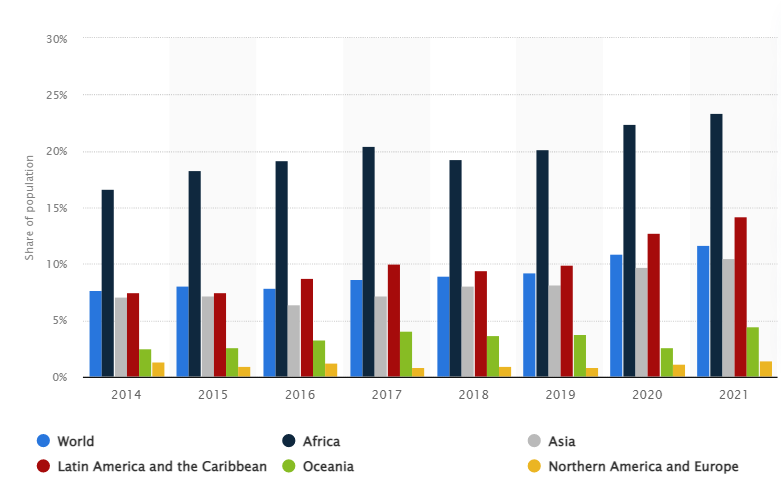 30%
25%
20%
15%
10%
5%
0%
Share of population
2014 2015 2016 2017 2018 2019 2020 2021
World Africa Asia
Latin America and the Caribbean Oceania Northern America and Europe